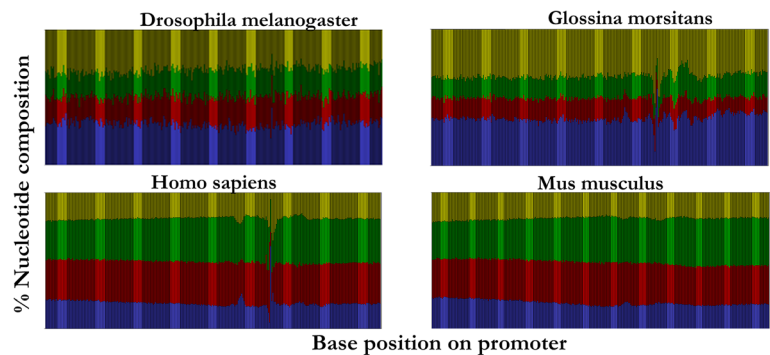 Drosophila melanogaster
Glossina morsitans
% Nucleotide composition
Homo sapiens
Mus musculus
Base position on promoter